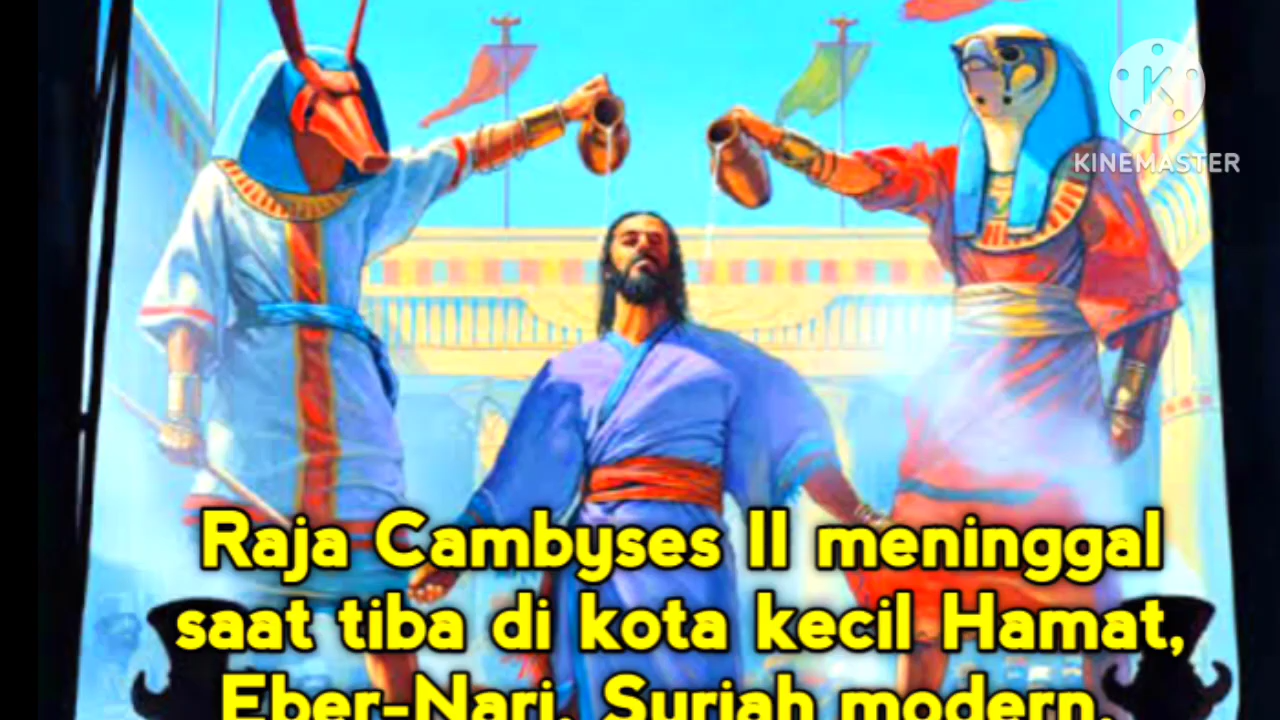 K
KINEMASTER
Raja Cambyses II meninggal
saat tiba di kota kecil Hamat,
Eber-Nari, Suriah modern.